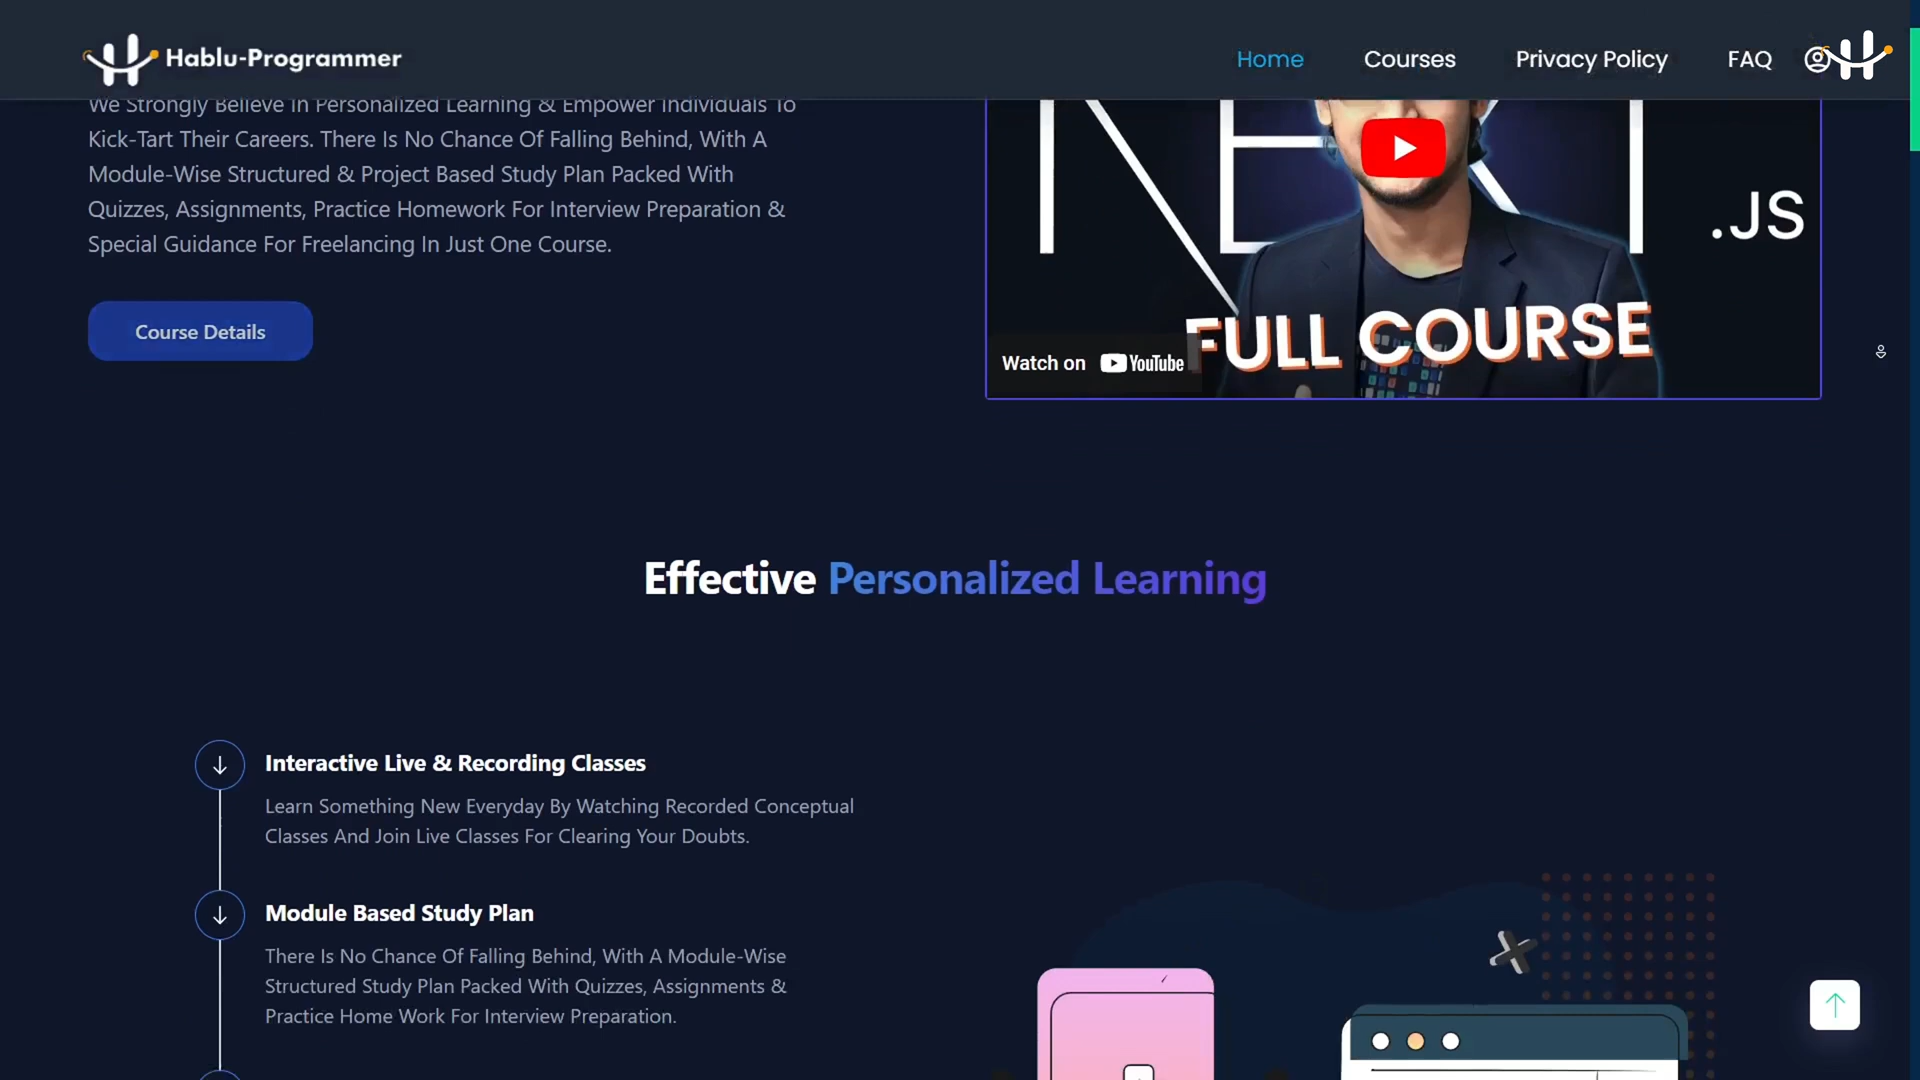 Hablu-Programmer
Home
Courses
Privacy Policy
FAQ
We Strongly Believe In Personalized Learning & Empower Individuals To
Kick-Tart Their Careers. There Is No Chance Of Falling Behind, With A
Module-Wise Structured & Project Based Study Plan Packed With
Quizzes, Assignments, Practice Homework For Interview Preparation &
Special Guidance For Freelancing In Just One Course.
Course Details
NEXT
.JS
FULL COURSE
Watch on YouTube
Effective Personalized Learning
Interactive Live & Recording Classes
Learn Something New Everyday By Watching Recorded Conceptual
Classes And Join Live Classes For Clearing Your Doubts.
Module Based Study Plan
There Is No Chance Of Falling Behind, With A Module-Wise
Structured Study Plan Packed With Quizzes, Assignments &
Practice Home Work For Interview Preparation.